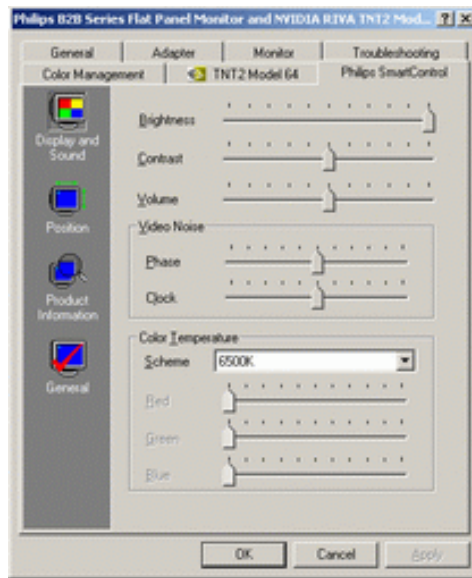 Philips B2B Series Flat Panel Monitor and NVIDIA RIVA TNT2 Mod...
General Adapter Monitor Troubleshooting
Color Management TNT2 Model 64 Philips SmartControl
Display and
Sound
Position
Product
Information
General
Brightness
Contrast
Volume
Video Noise
Phase
Clock
Color Temperature
Scheme 6500K
Red
Green
Blue
OK Cancel Apply